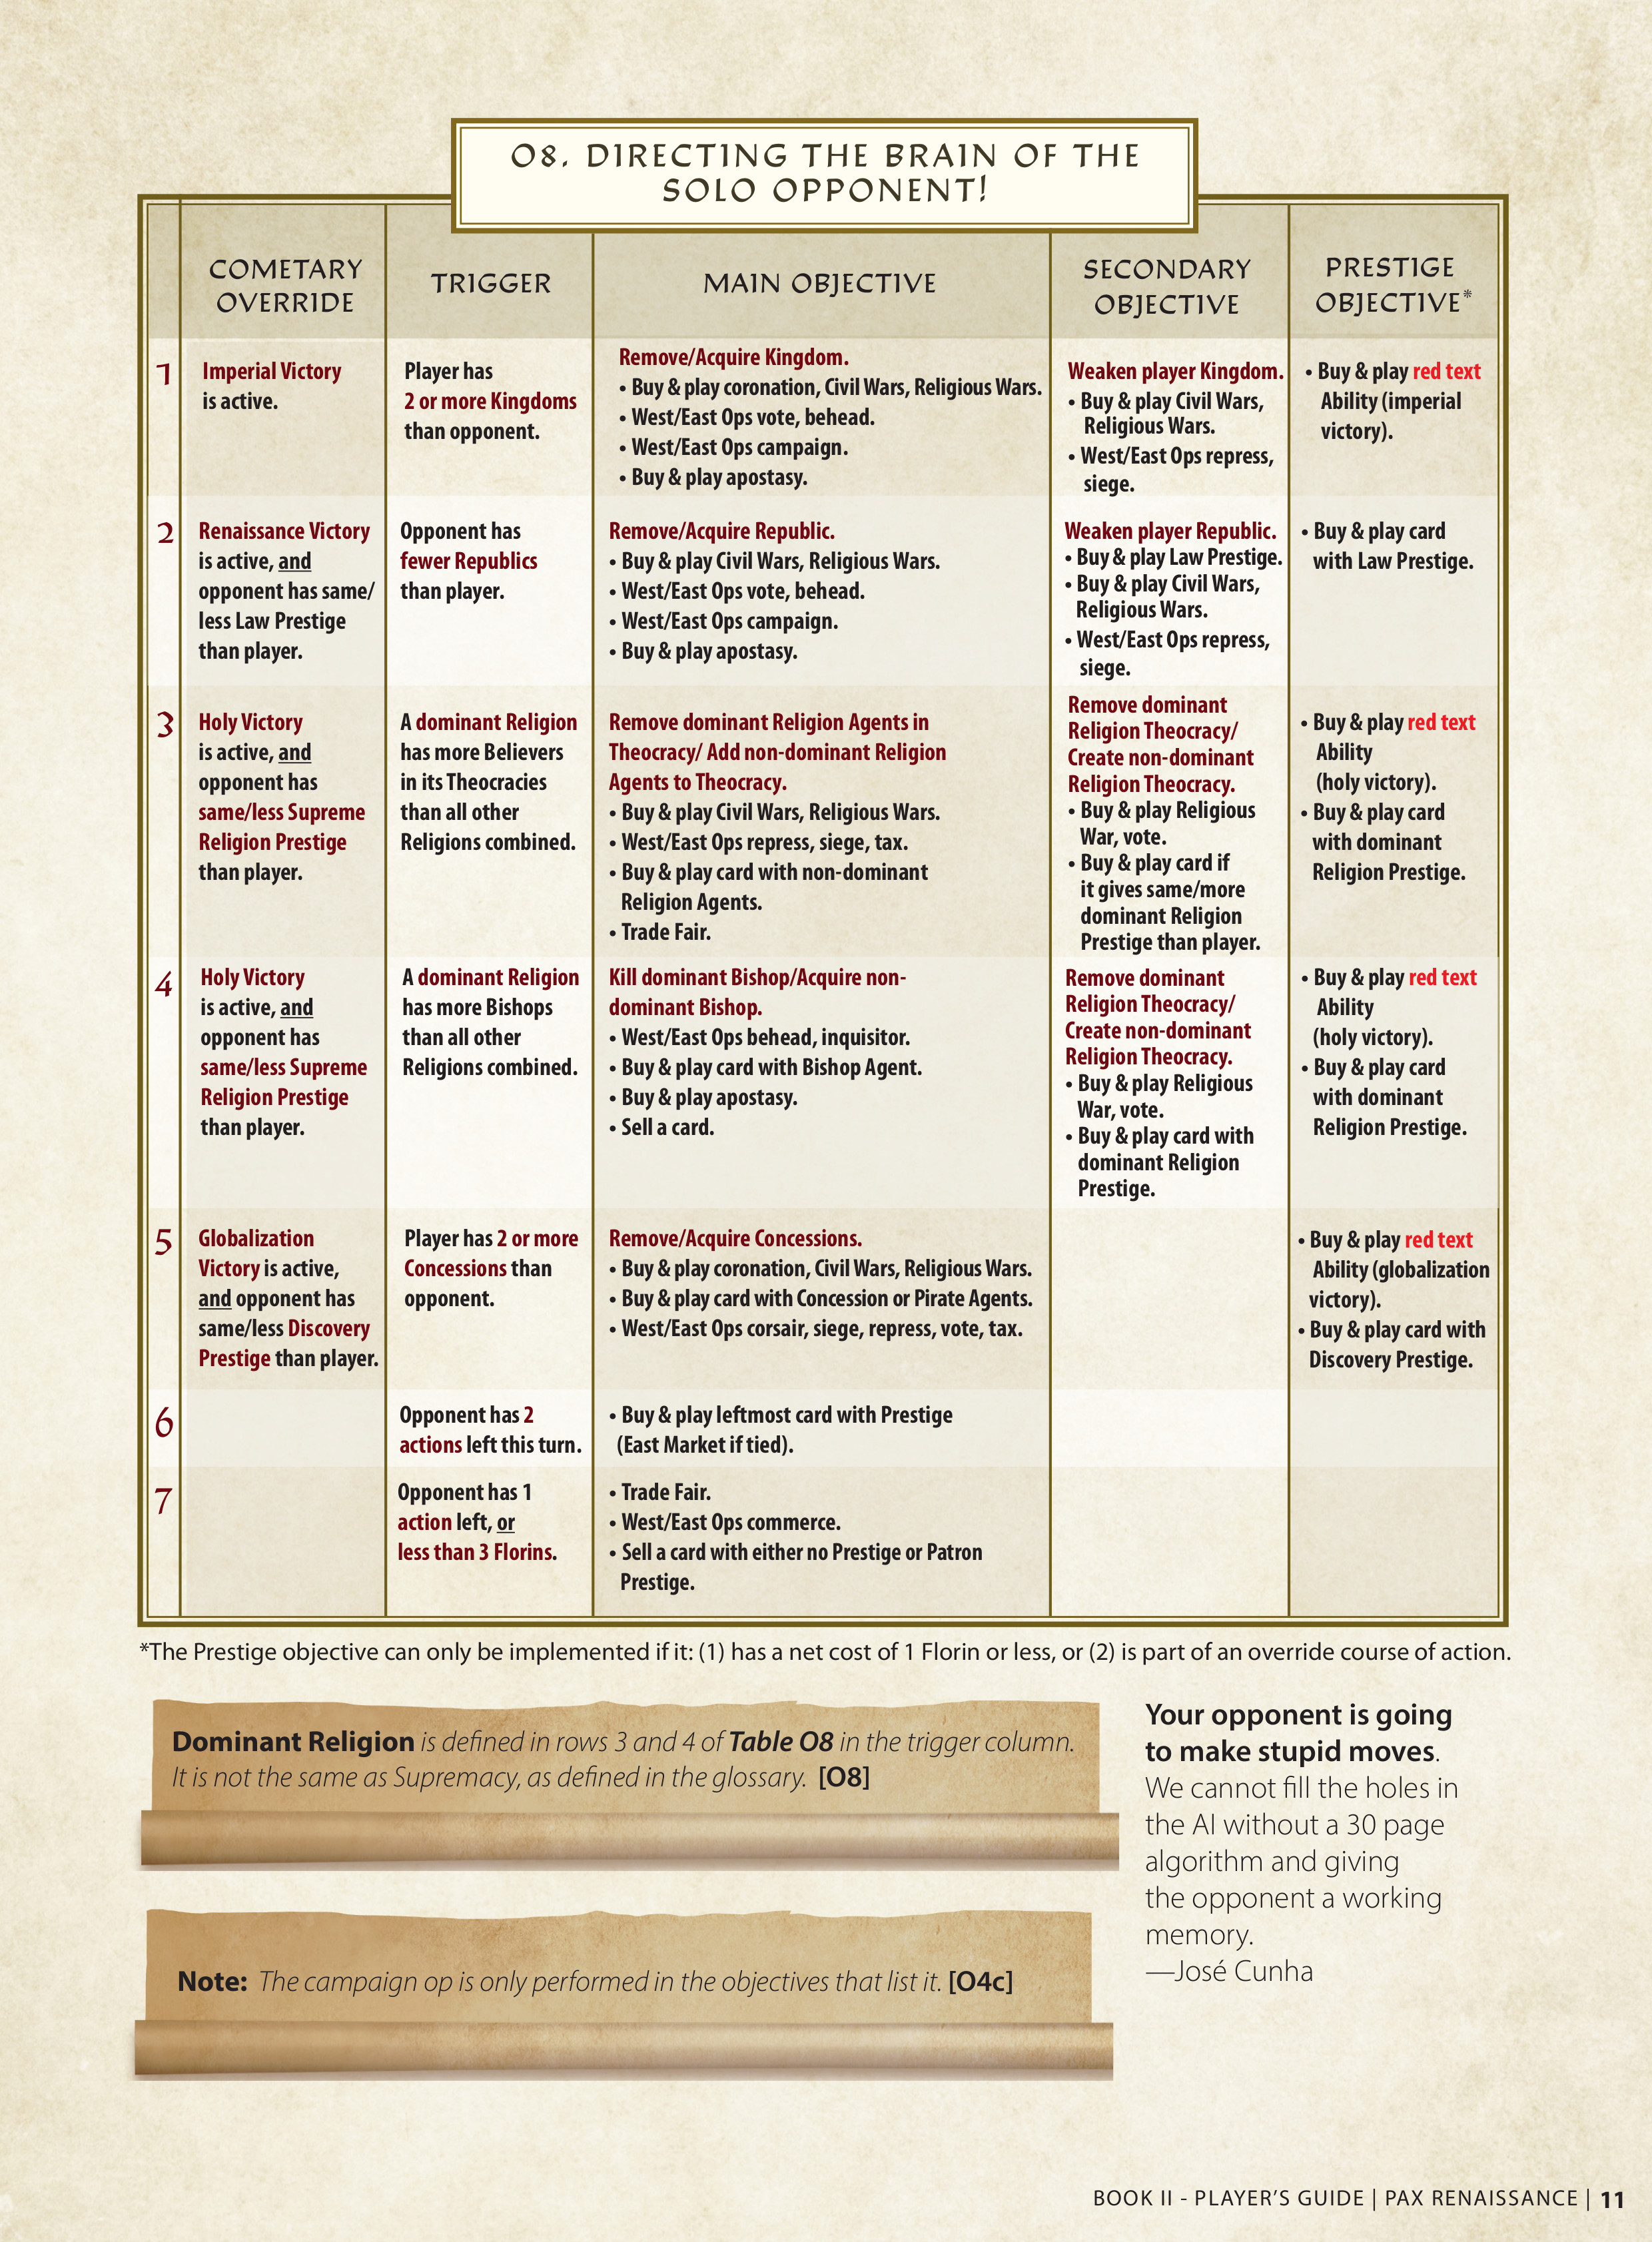 O8. DIRECTING THE BRAIN OF THE
SOLO OPPONENT!
COMETARY
OVERRIDE
TRIGGER
MAIN OBJECTIVE
SECONDARY
OBJECTIVE
PRESTIGE
OBJECTIVE*
1
Imperial Victory
is active.
Player has
2 or more Kingdoms
than opponent.
Remove/Acquire Kingdom.
• Buy & play coronation, Civil Wars, Religious Wars.
• West/East Ops vote, behead.
• West/East Ops campaign.
• Buy & play apostasy.
Weaken player Kingdom.
• Buy & play Civil Wars,
Religious Wars.
• West/East Ops repress,
siege.
• Buy & play red text
Ability (imperial
victory).
2
Renaissance Victory
is active, and
opponent has same/
less Law Prestige
than player.
Opponent has
fewer Republics
than player.
Remove/Acquire Republic.
• Buy & play Civil Wars, Religious Wars.
• West/East Ops vote, behead.
• West/East Ops campaign.
• Buy & play apostasy.
Weaken player Republic.
• Buy & play Law Prestige.
• Buy & play Civil Wars,
Religious Wars.
• West/East Ops repress,
siege.
• Buy & play card
with Law Prestige.
3
Holy Victory
is active, and
opponent has
same/less Supreme
Religion Prestige
than player.
A dominant Religion
has more Believers
in its Theocracies
than all other
Religions combined.
Remove dominant Religion Agents in
Theocracy/ Add non-dominant Religion
Agents to Theocracy.
• Buy & play Civil Wars, Religious Wars.
• West/East Ops repress, siege, tax.
• Buy & play card with non-dominant
Religion Agents.
• Trade Fair.
Remove dominant
Religion Theocracy/
Create non-dominant
Religion Theocracy.
• Buy & play Religious
War, vote.
• Buy & play card if
it gives same/more
dominant Religion
Prestige than player.
• Buy & play red text
Ability
(holy victory).
• Buy & play card
with dominant
Religion Prestige.
4
Holy Victory
is active, and
opponent has
same/less Supreme
Religion Prestige
than player.
A dominant Religion
has more Bishops
than all other
Religions combined.
Kill dominant Bishop/Acquire non-
dominant Bishop.
• West/East Ops behead, inquisitor.
• Buy & play card with Bishop Agent.
• Buy & play apostasy.
• Sell a card.
Remove dominant
Religion Theocracy/
Create non-dominant
Religion Theocracy.
• Buy & play Religious
War, vote.
• Buy & play card with
dominant Religion
Prestige.
• Buy & play red text
Ability
(holy victory).
• Buy & play card
with dominant
Religion Prestige.
5
Globalization
Victory is active,
and opponent has
same/less Discovery
Prestige than player.
Player has 2 or more
Concessions than
opponent.
Remove/Acquire Concessions.
• Buy & play coronation, Civil Wars, Religious Wars.
• Buy & play card with Concession or Pirate Agents.
• West/East Ops corsair, siege, repress, vote, tax.
• Buy & play red text
Ability (globalization
victory).
• Buy & play card with
Discovery Prestige.
6
Opponent has 2
actions left this turn.
• Buy & play leftmost card with Prestige
(East Market if tied).
7
Opponent has 1
action left, or
less than 3 Florins.
• Trade Fair.
• West/East Ops commerce.
• Sell a card with either no Prestige or Patron
Prestige.
*The Prestige objective can only be implemented if it: (1) has a net cost of 1 Florin or less, or (2) is part of an override course of action.
Dominant Religion is defined in rows 3 and 4 of Table O8 in the trigger column.
It is not the same as Supremacy, as defined in the glossary. [O8]
Note: The campaign op is only performed in the objectives that list it. [O4c]
Your opponent is going
to make stupid moves.
We cannot fill the holes in
the AI without a 30 page
algorithm and giving
the opponent a working
memory.
—José Cunha
BOOK II - PLAYER'S GUIDE | PAX RENAISSANCE | 11